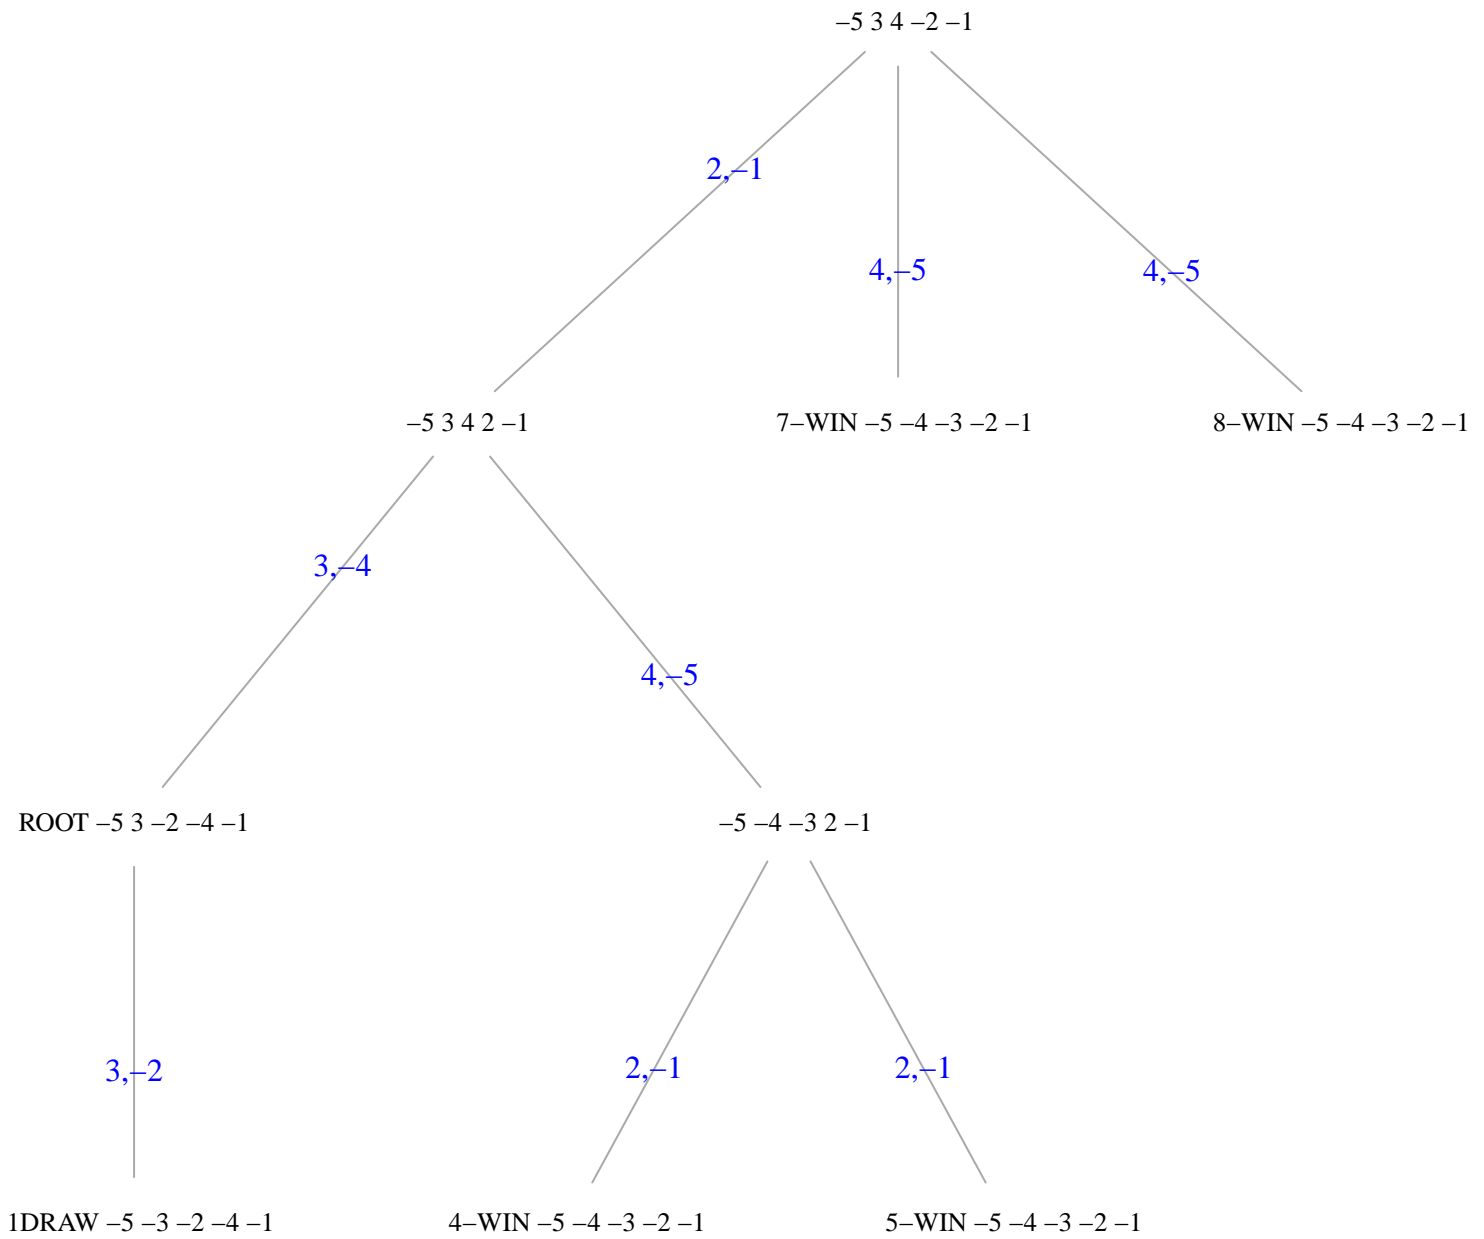 –5 3 4 –2 –1
2,–1
4,–5
4,–5
–5 3 4 2 –1
7–WIN –5 –4 –3 –2 –1
8–WIN –5 –4 –3 –2 –1
3,–4
4,–5
ROOT –5 3 –2 –4 –1
–5 –4 –3 2 –1
3,–2
2,–1
2,–1
1DRAW –5 –3 –2 –4 –1
4–WIN –5 –4 –3 –2 –1
5–WIN –5 –4 –3 –2 –1